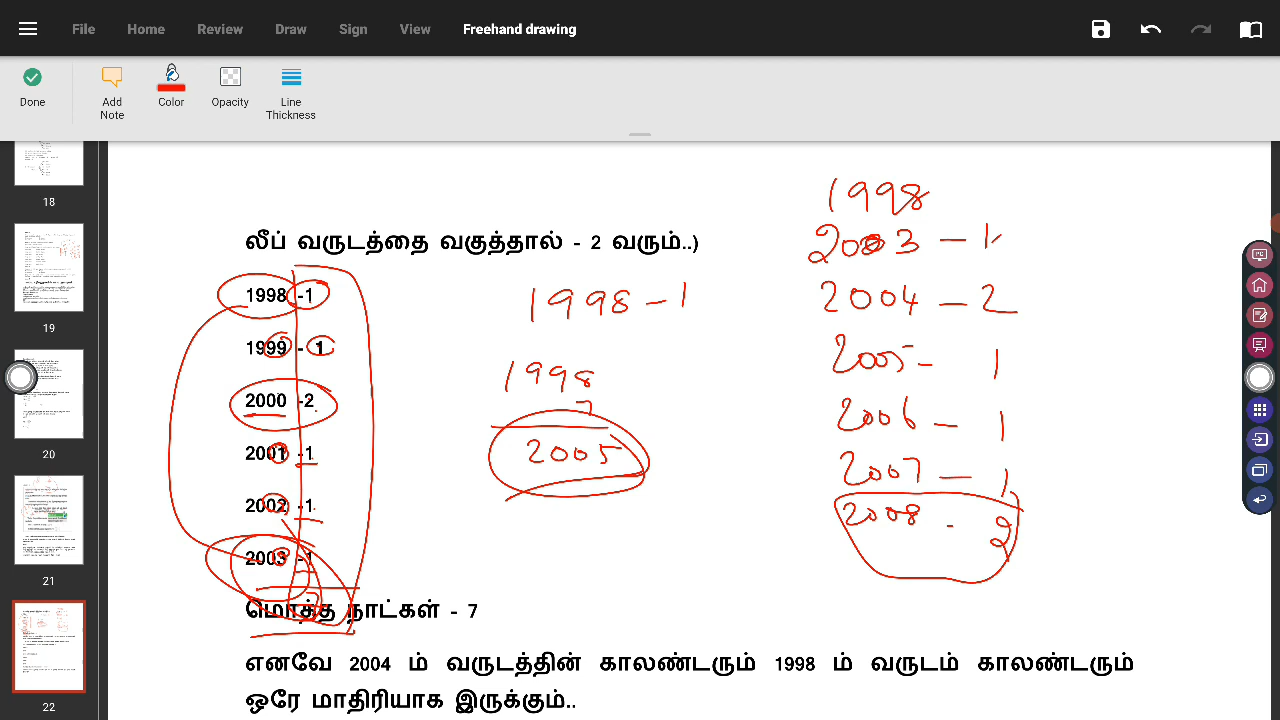 File Home Review Draw Sign View Freehand drawing
Done
Add Note
Color
Opacity
Line Thickness
18
19
20
21
22
லீப் வருடத்தை வகுத்தால் - 2 வரும்..)
1998 -1
1999 - 1
2000 -2
2001 -1
2002 -1
2003 -1
7
மொத்த நாட்கள் - 7
எனவே 2004 ம் வருடத்தின் காலண்டரும் 1998 ம் வருடம் காலண்டரும்
ஒரே மாதிரியாக இருக்கும்..
1998 - 1
1998
7
2005
1998
2003 - 1
2004 - 2
2005 - 1
2006 - 1
2007 - 1
2008 - 2